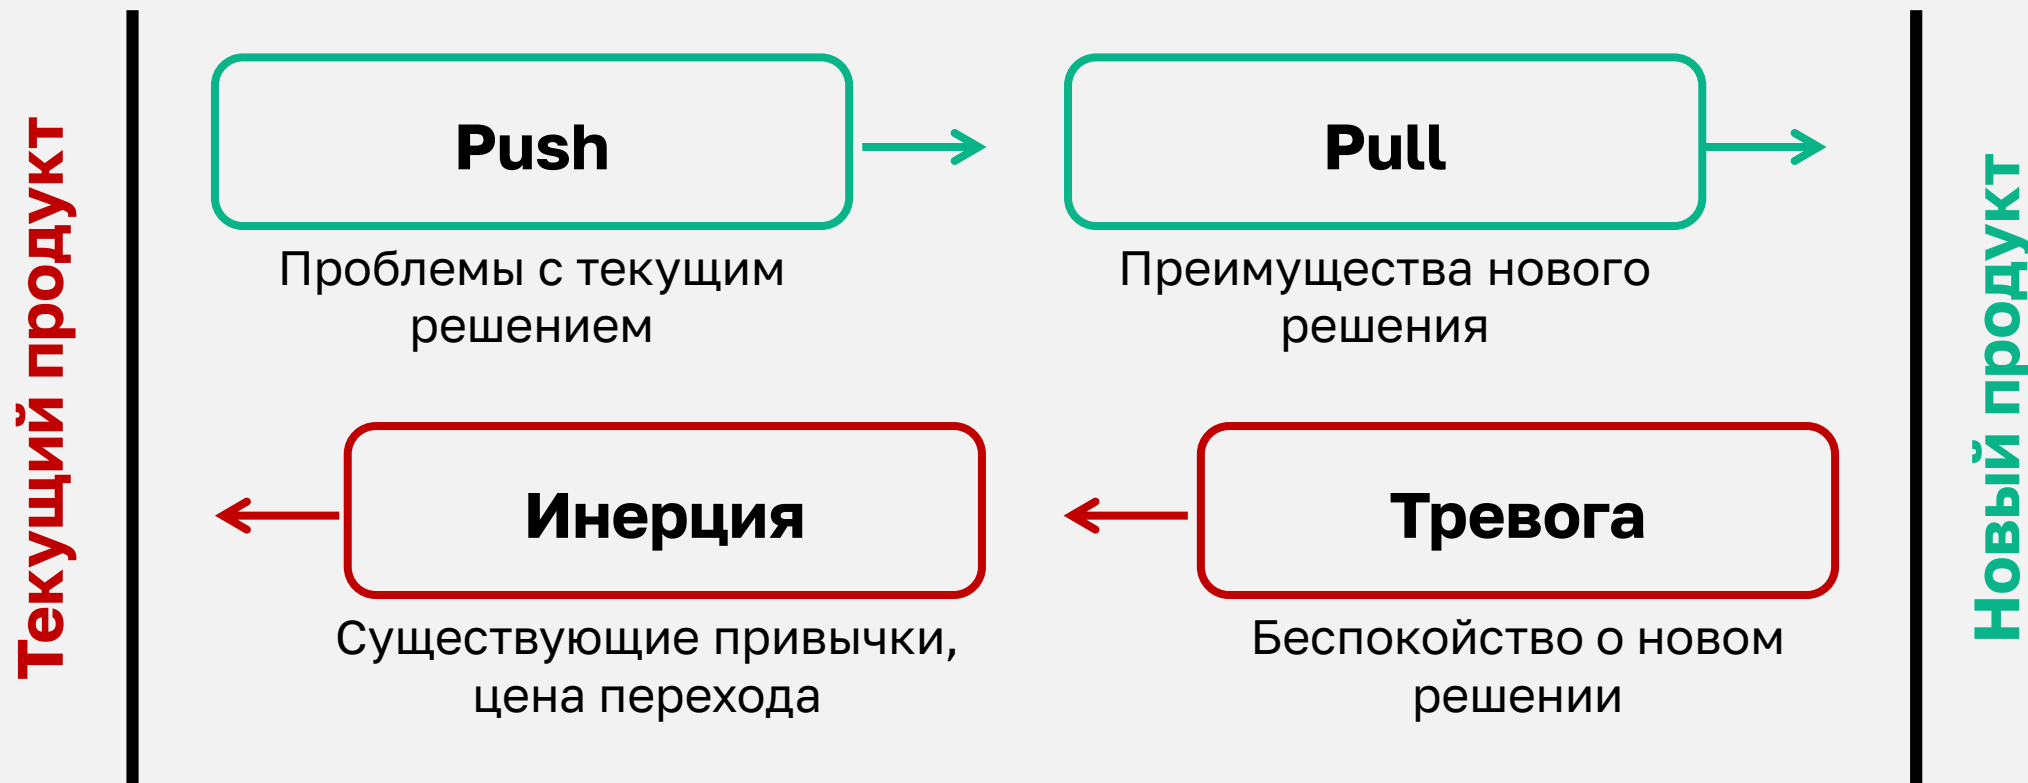 Текущий продукт
Push
Проблемы с текущим
решением
Pull
Преимущества нового
решения
Инерция
Существующие привычки,
цена перехода
Тревога
Беспокойство о новом
решении
Новый продукт